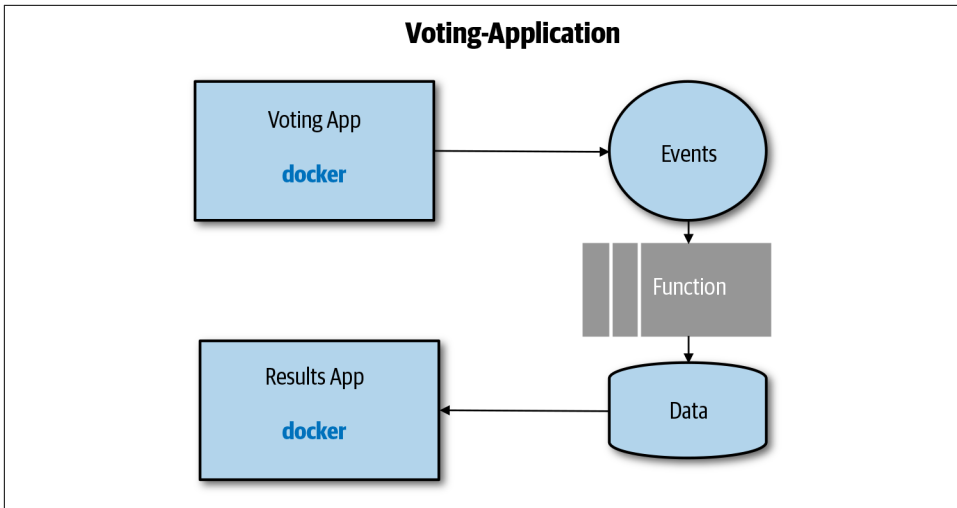 Voting-Application
Voting App
docker
Events
Function
Results App
docker
Data